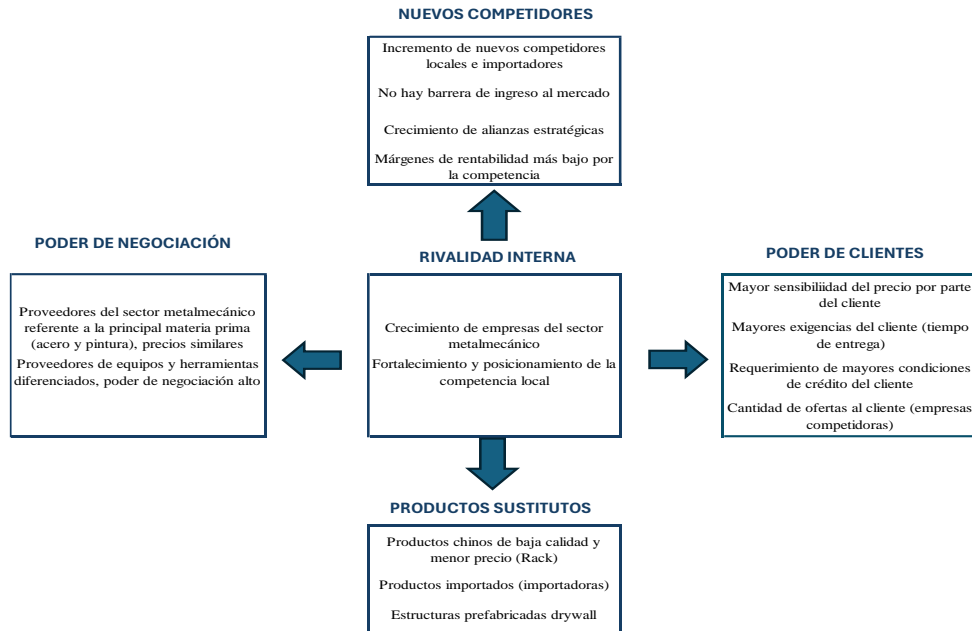 NUEVOS COMPETIDORES
Incremento de nuevos competidores
locales e importadores
No hay barrera de ingreso al mercado
Crecimiento de alianzas estratégicas
Márgenes de rentabilidad más bajo por
la competencia
PODER DE NEGOCIACIÓN
Proveedores del sector metalmecánico
referente a la principal materia prima
(acero y pintura), precios similares
Proveedores de equipos y herramientas
diferenciados, poder de negociación alto
RIVALIDAD INTERNA
Crecimiento de empresas del sector
metalmecánico
Fortalecimiento y posicionamiento de la
competencia local
PODER DE CLIENTES
Mayor sensibiliidad del precio por parte
del cliente
Mayores exigencias del cliente (tiempo
de entrega)
Requerimiento de mayores condiciones
de crédito del cliente
Cantidad de ofertas al cliente (empresas
competidoras)
PRODUCTOS SUSTITUTOS
Productos chinos de baja calidad y
menor precio (Rack)
Productos importados (importadoras)
Estructuras prefabricadas drywall